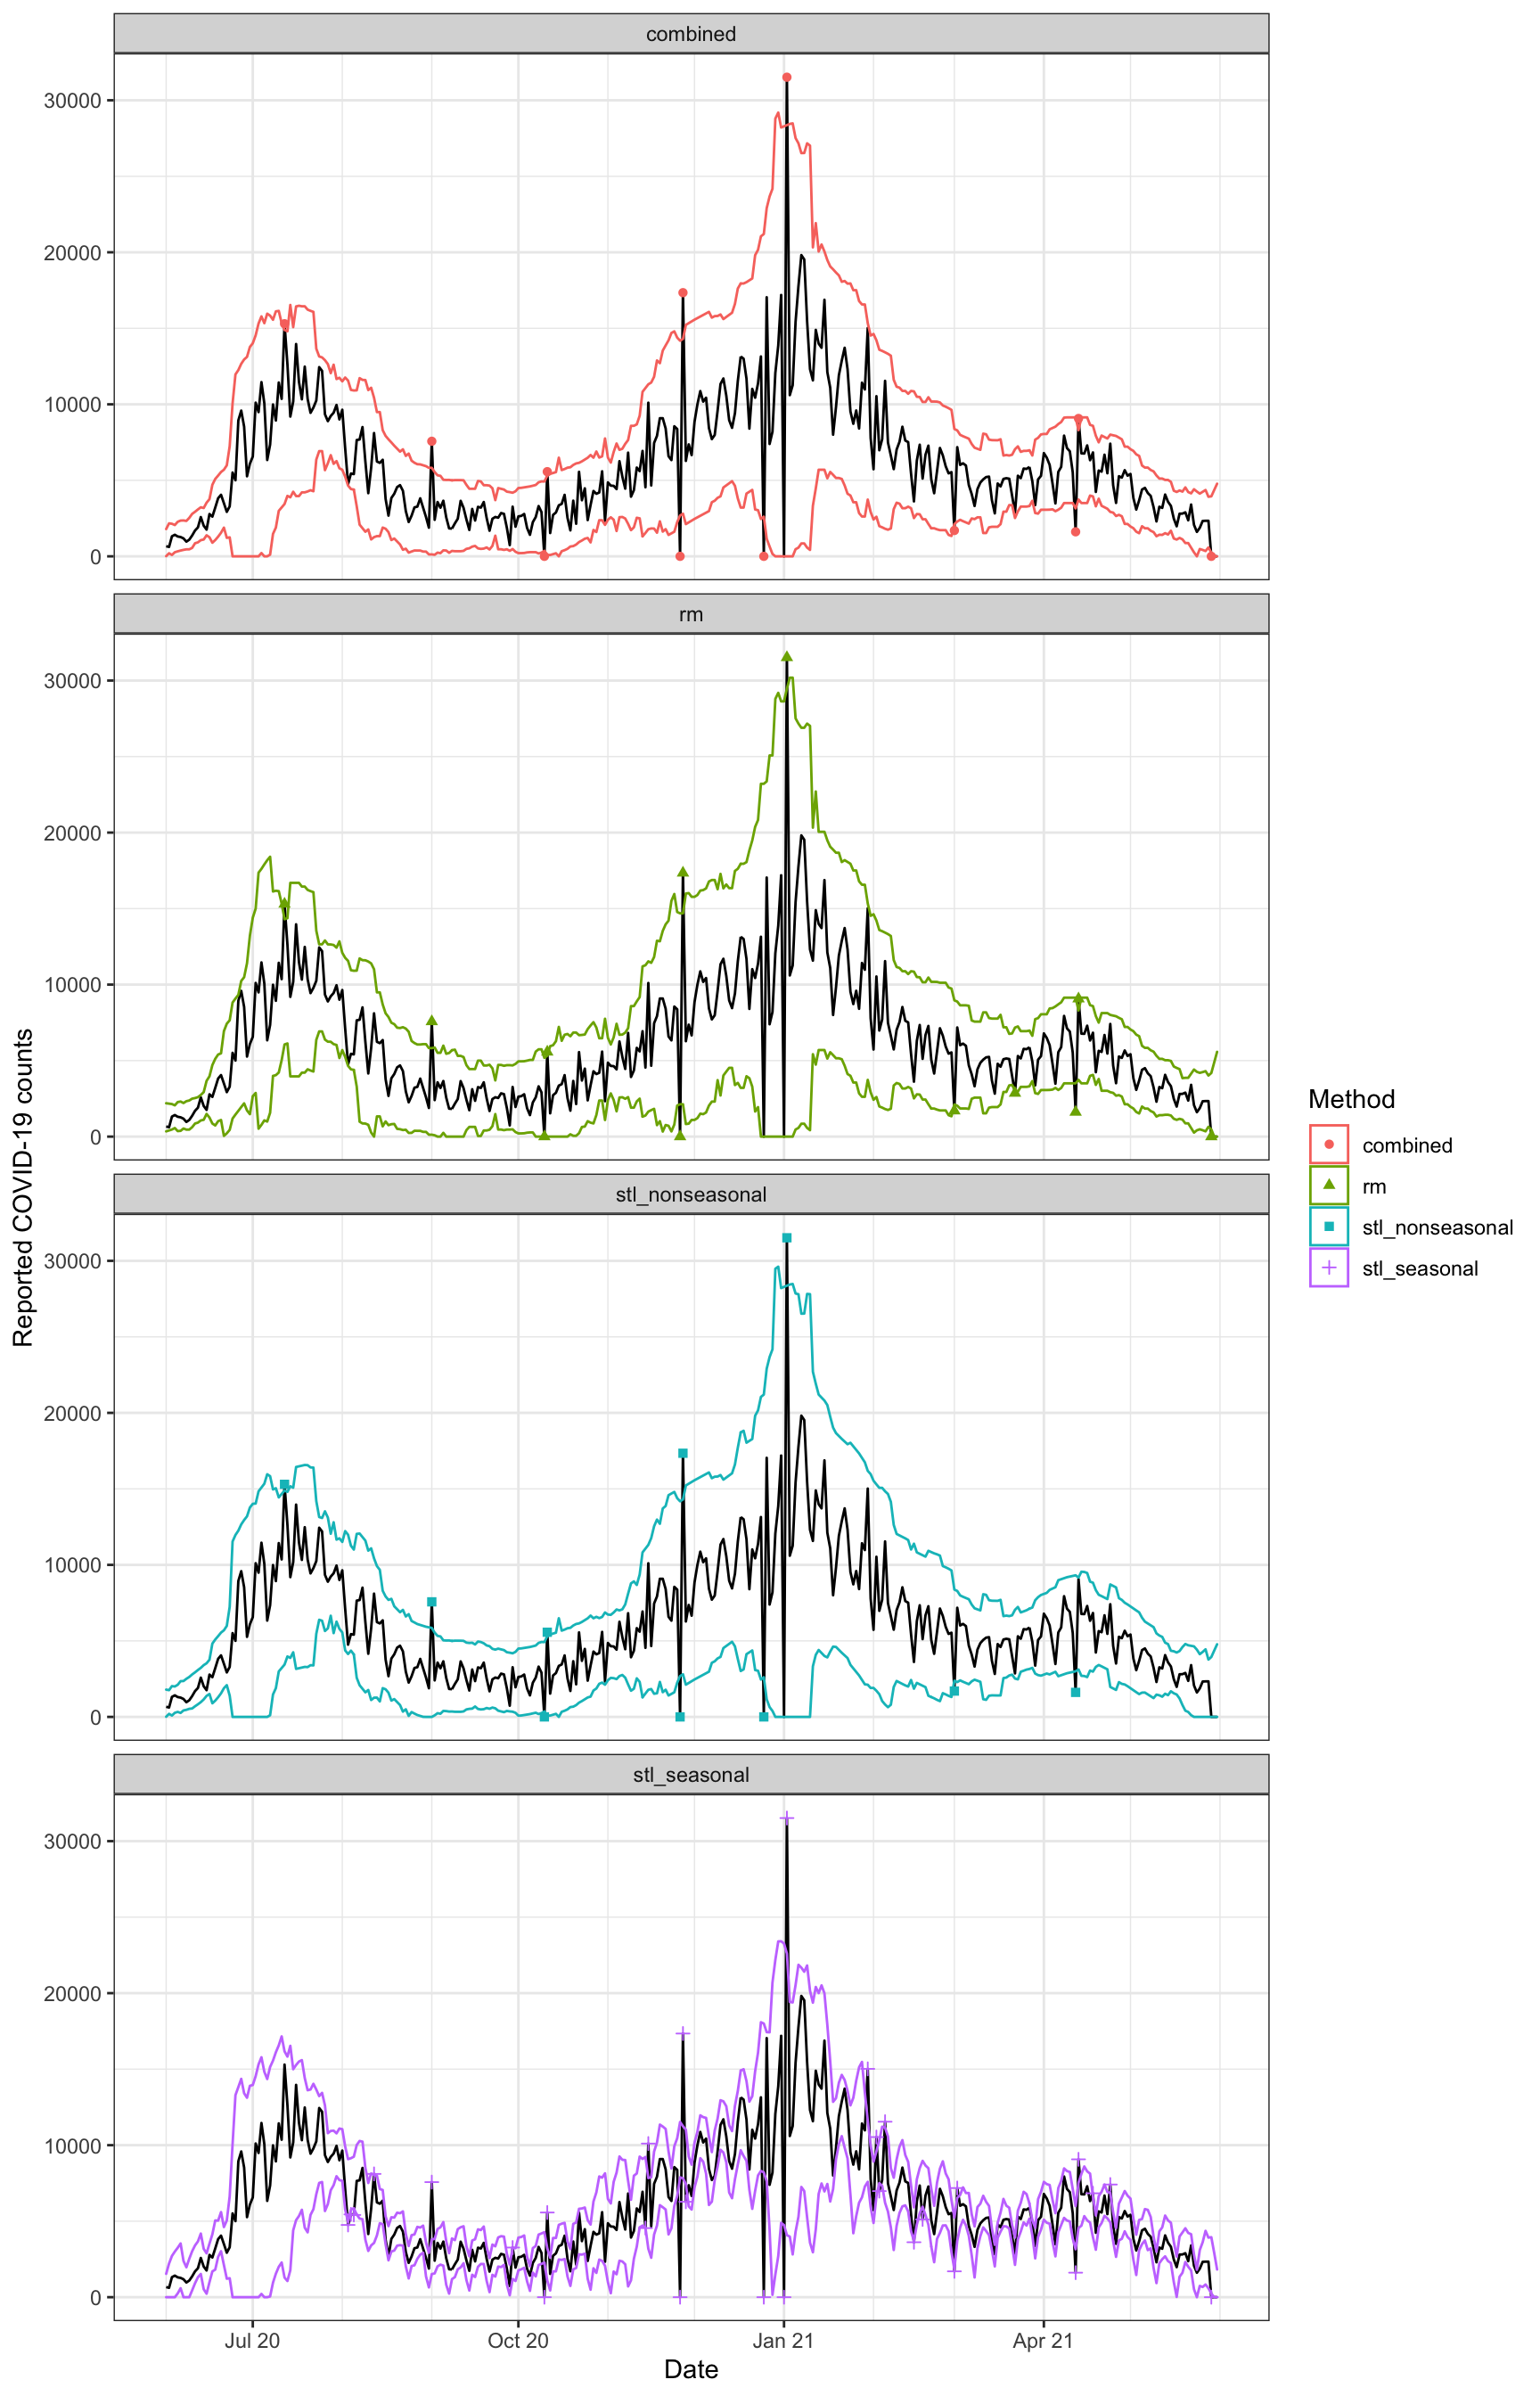 combined
30000
20000
10000
0
rm
30000
20000
10000
0
stl_nonseasonal
30000
20000
10000
0
stl_seasonal
30000
20000
10000
0
Jul 20
Oct 20
Jan 21
Apr 21
Date
Reported COVID-19 counts
Method
combined
rm
stl_nonseasonal
stl_seasonal